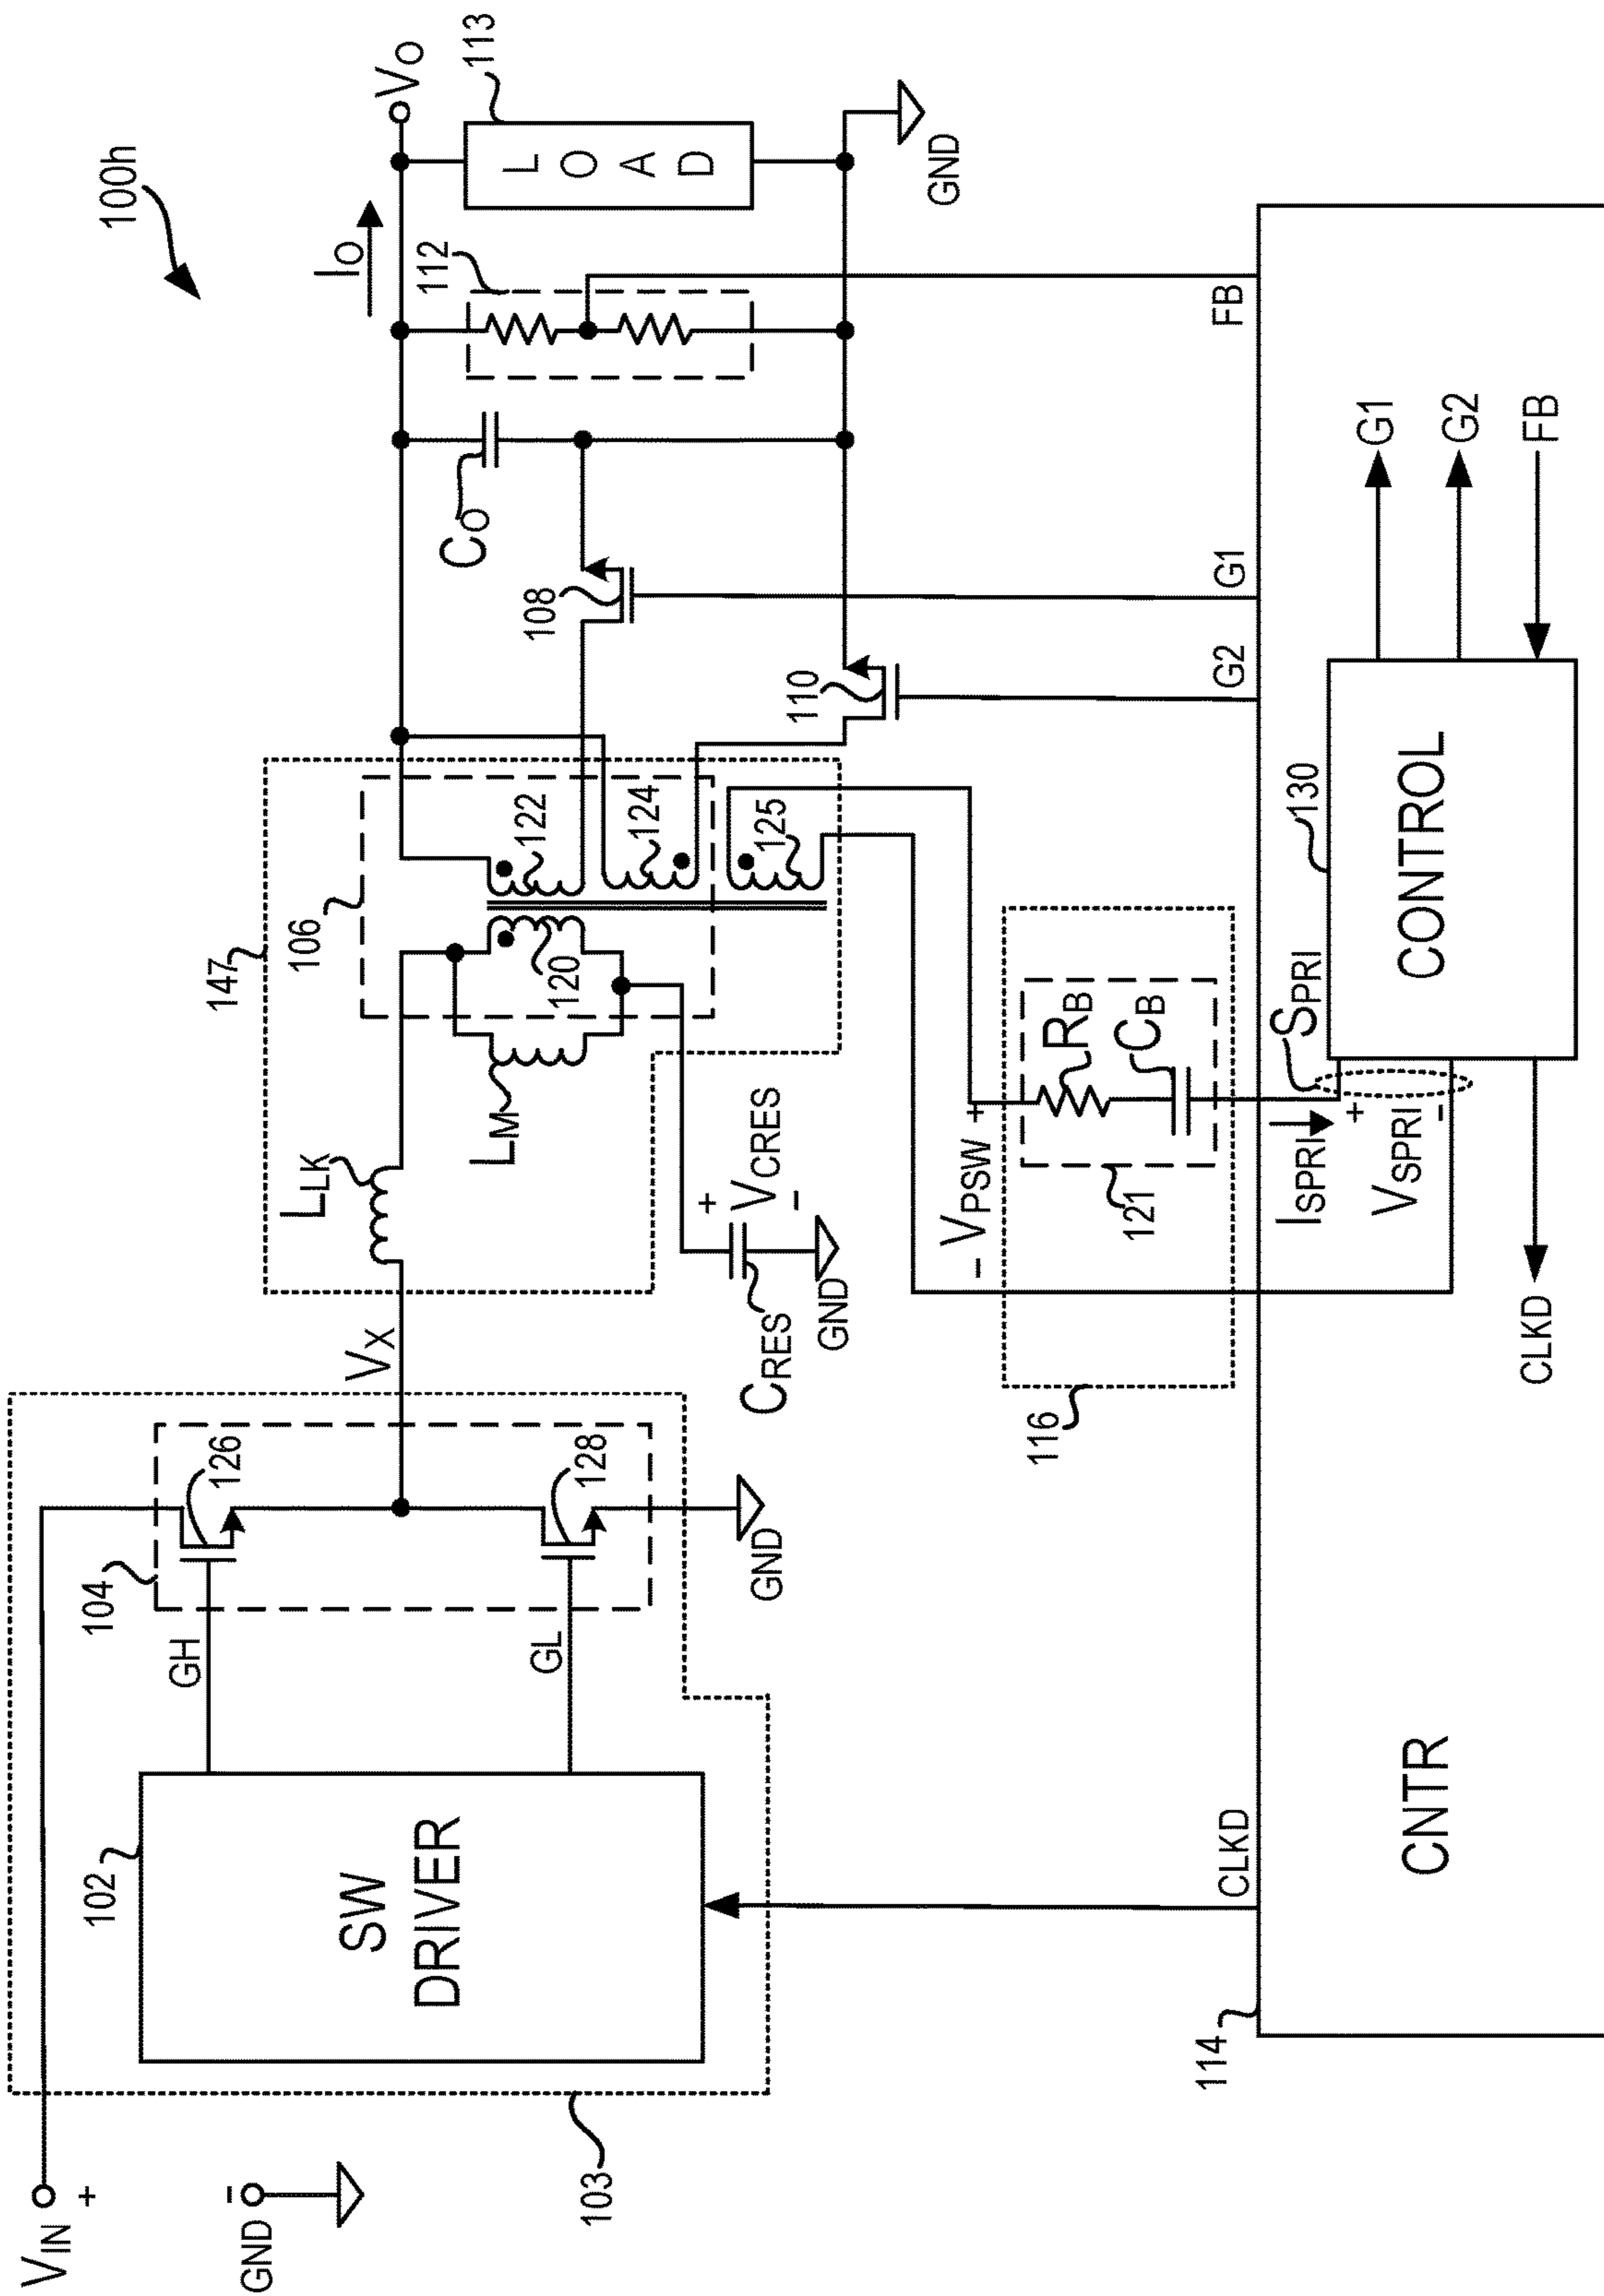 100h
VIN
+
GND
-
103
102
SW
DRIVER
GH
GL
104
126
128
GND
VX
LLK
LM
147
106
120
122
124
125
CRES
+
VCRES
-
GND
108
110
CO
IO
112
VO
113
LOAD
GND
- VPSW +
116
RB
CB
121
ISPRI
SPRI
+
VSPRI
-
CLKD
G2
G1
FB
114
CNTR
130
CONTROL
CLKD
G1
G2
FB